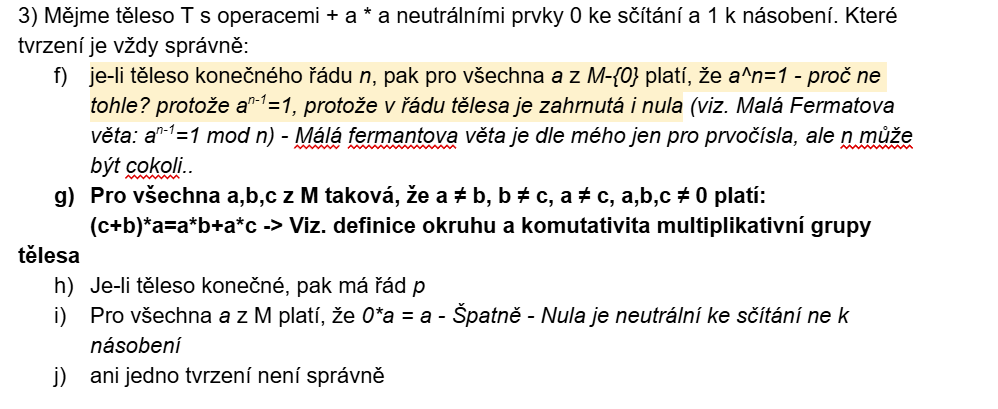 3) Mějme těleso T s operacemi + a * a neutrálními prvky 0 ke sčítání a 1 k násobení. Které
tvrzení je vždy správně:
f) je-li těleso konečného řádu n, pak pro všechna a z M-{0} platí, že a^n=1 - proč ne
tohle? protože aⁿ⁻¹=1, protože v řádu tělesa je zahrnutá i nula (viz. Malá Fermatova
věta: aⁿ⁻¹=1 mod n) - Málá fermantova věta je dle mého jen pro prvočísla, ale n může
být cokoli..
g) Pro všechna a,b,c z M taková, že a ≠ b, b ≠ c, a ≠ c, a,b,c ≠ 0 platí:
(c+b)*a=a*b+a*c -> Viz. definice okruhu a komutativita multiplikativní grupy
tělesa
h) Je-li těleso konečné, pak má řád p
i) Pro všechna a z M platí, že 0*a = a - Špatně - Nula je neutrální ke sčítání ne k
násobení
j) ani jedno tvrzení není správně